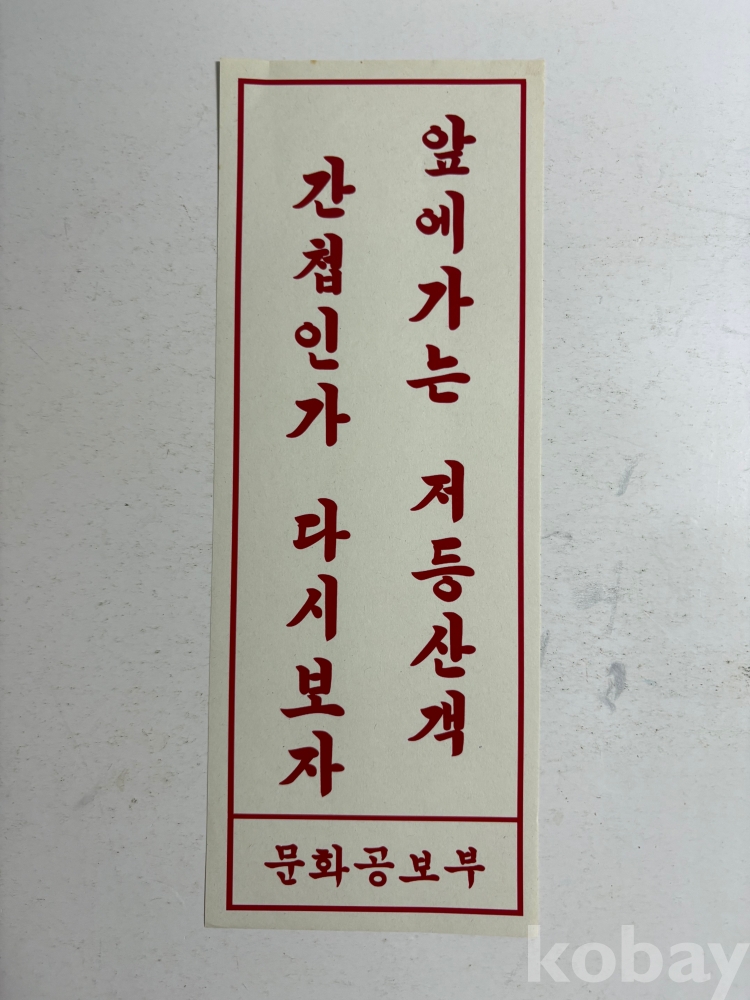 앞에가는 저등산객
간첩인가 다시보자
문화공보부
kobay